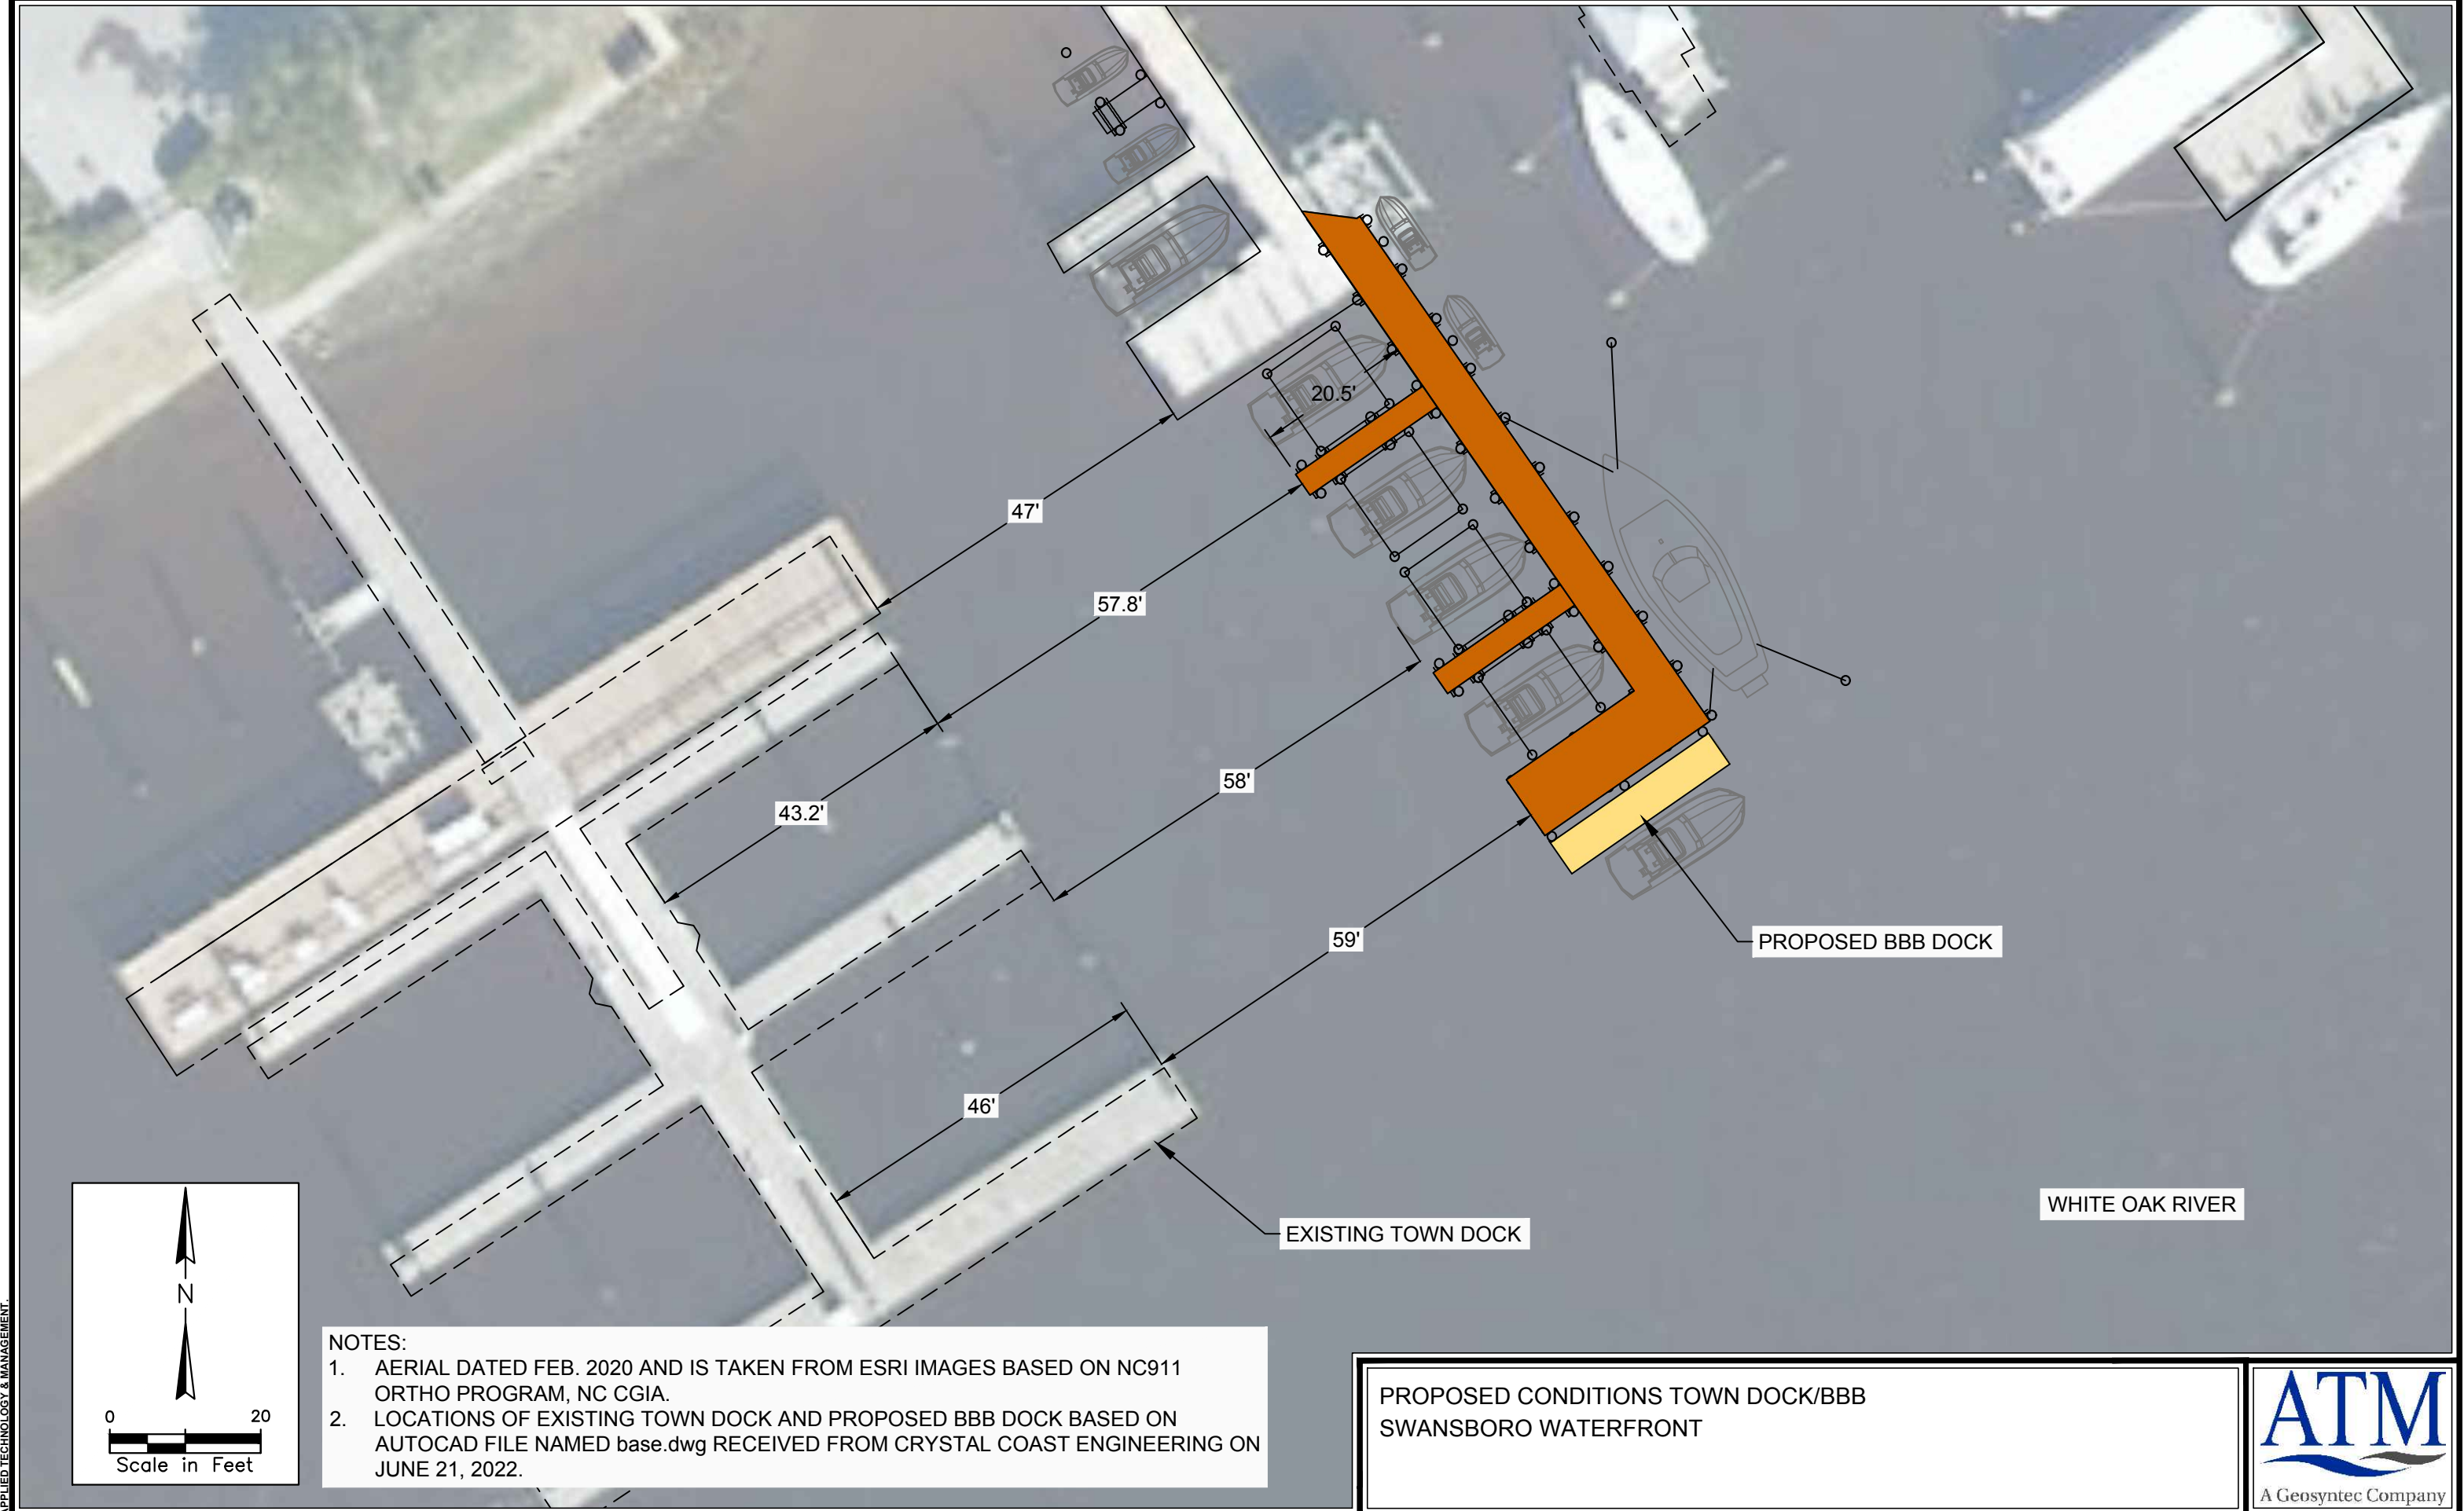 20.5'
47'
57.8'
58'
43.2'
59'
PROPOSED BBB DOCK
46'
WHITE OAK RIVER
EXISTING TOWN DOCK
N
0 20
Scale in Feet
NOTES:
1. AERIAL DATED FEB. 2020 AND IS TAKEN FROM ESRI IMAGES BASED ON NC911
ORTHO PROGRAM, NC CGIA.
2. LOCATIONS OF EXISTING TOWN DOCK AND PROPOSED BBB DOCK BASED ON
AUTOCAD FILE NAMED base.dwg RECEIVED FROM CRYSTAL COAST ENGINEERING ON
JUNE 21, 2022.
PROPOSED CONDITIONS TOWN DOCK/BBB
SWANSBORO WATERFRONT
ATM
A Geosyntec Company
APPLIED TECHNOLOGY & MANAGEMENT.